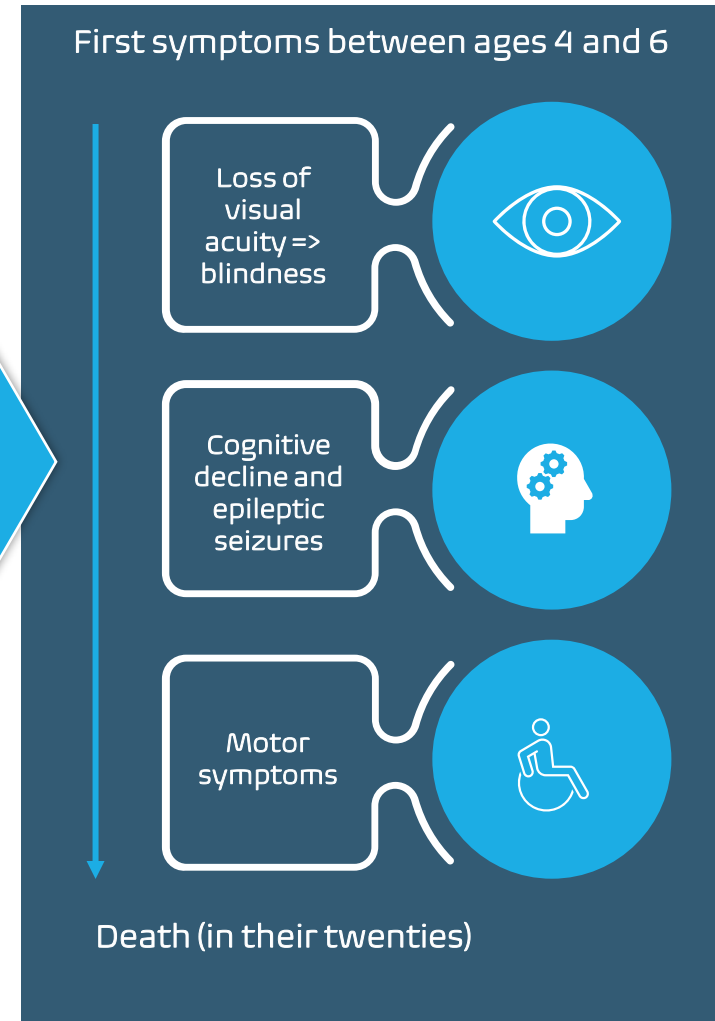 First symptoms between ages 4 and 6
Loss of
visual
acuity =>
blindness
Cognitive
decline and
epileptic
seizures
Motor
symptoms
Death (in their twenties)